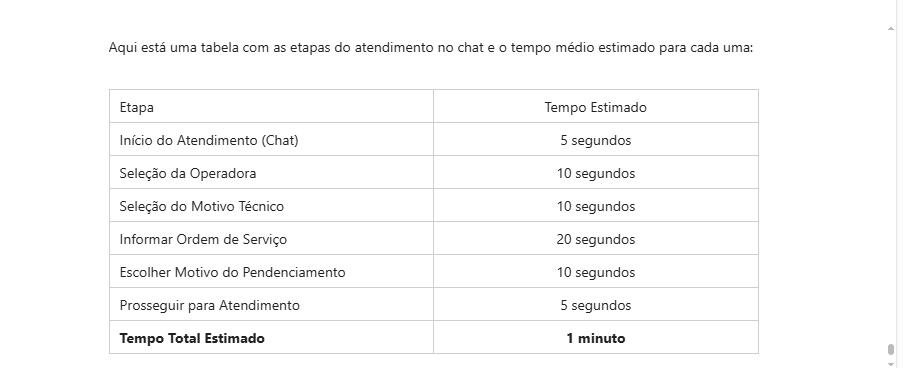 Aqui está uma tabela com as etapas do atendimento no chat e o tempo médio estimado para cada uma:
Etapa Tempo Estimado
Início do Atendimento (Chat) 5 segundos
Seleção da Operadora 10 segundos
Seleção do Motivo Técnico 10 segundos
Informar Ordem de Serviço 20 segundos
Escolher Motivo do Pendenciamento 10 segundos
Prosseguir para Atendimento 5 segundos
Tempo Total Estimado 1 minuto